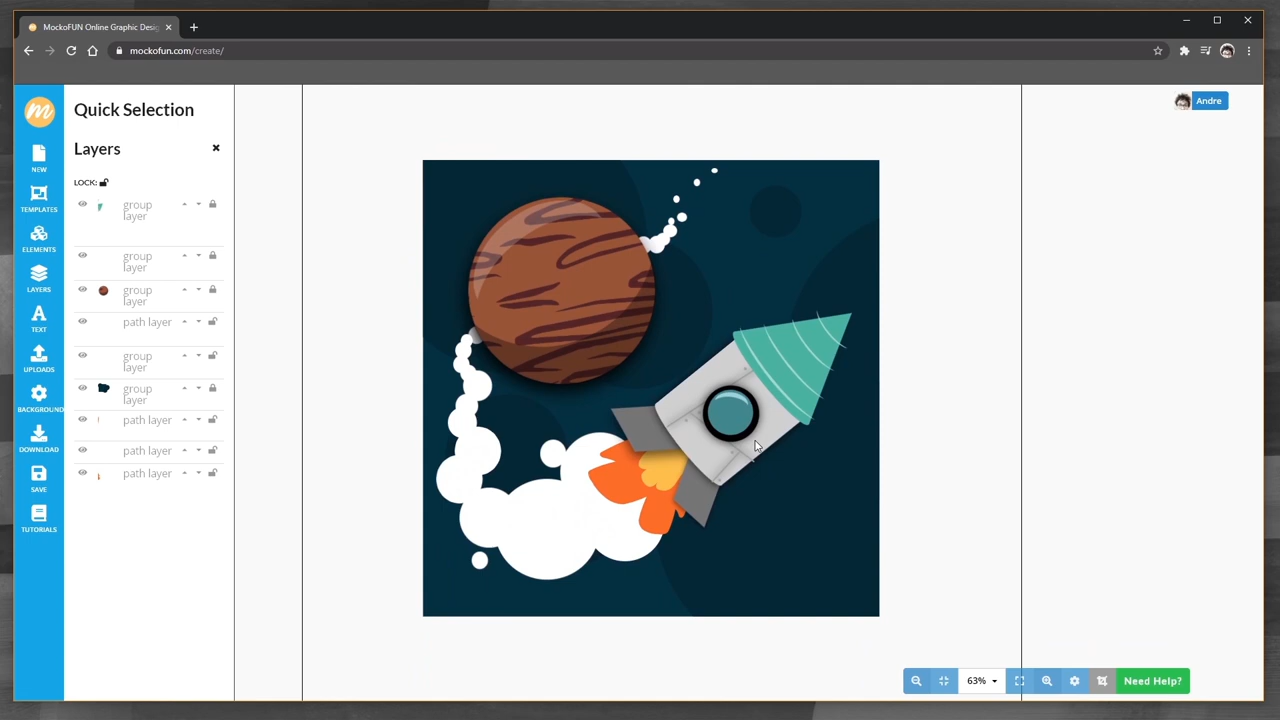 MockoFUN Online Graphic Desig
mockofun.com/create/
Andre
Quick Selection
Layers
LOCK:
NEW
TEMPLATES
ELEMENTS
LAYERS
TEXT
UPLOADS
BACKGROUND
DOWNLOAD
SAVE
TUTORIALS
group
layer
group
layer
group
layer
path layer
group
layer
group
layer
path layer
path layer
path layer
63%
Need Help?